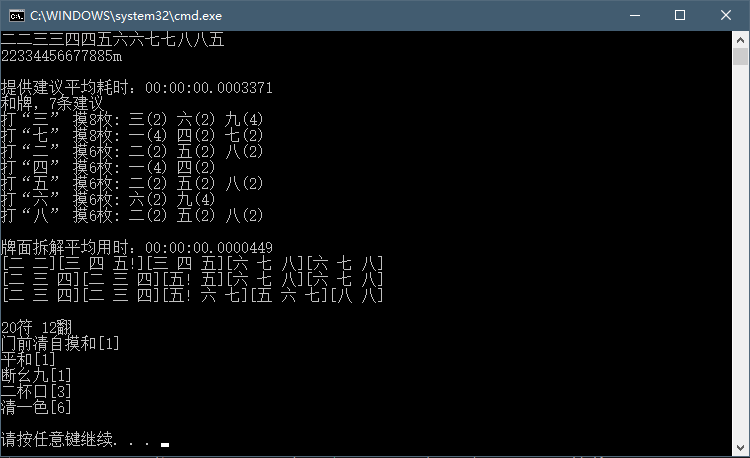 C:\WINDOWS\system32\cmd.exe
二二三三四四五六六七七八八五
22334456677885m
提供建议平均耗时: 00:00:00.0003371
和牌, 7条建议
打“三” 摸8枚: 三(2) 六(2) 九(4)
打“七” 摸8枚: 一(4) 四(2) 七(2)
打“二” 摸6枚: 二(2) 五(2) 八(2)
打“四” 摸6枚: 一(4) 四(2)
打“五” 摸6枚: 二(2) 五(2) 八(2)
打“六” 摸6枚: 六(2) 九(4)
打“八” 摸6枚: 二(2) 五(2) 八(2)
牌面拆解平均用时: 00:00:00.0000449
[二 二][三 四 五!][三 四 五][六 七 八][六 七 八]
[二 三 四][二 三 四][五! 五][六 七 八][六 七 八]
[二 三 四][二 三 四][五! 六 七][五 六 七][八 八]
20符 12翻
门前清自摸和[1]
平和[1]
断幺九[1]
二杯口[3]
清一色[6]
请按任意键继续. . .